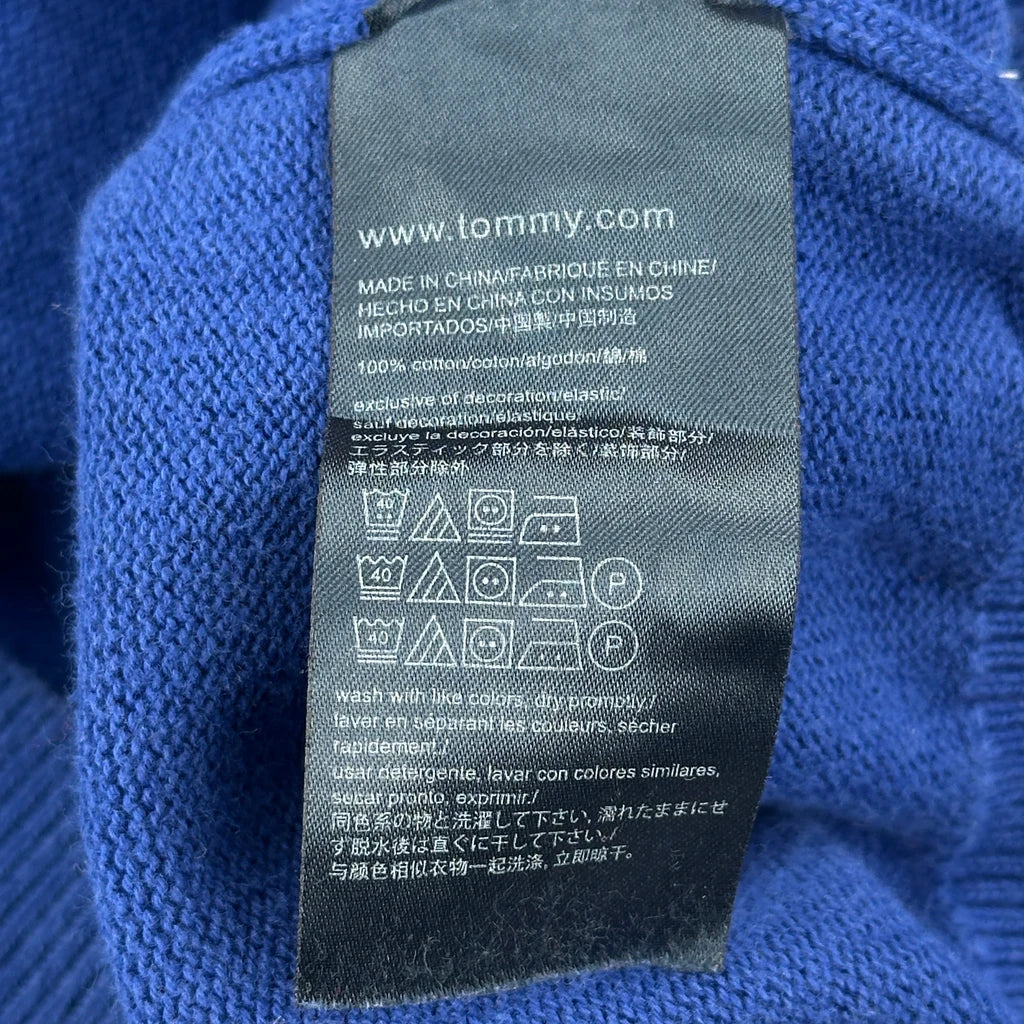 www.tommy.com
MADE IN CHINA/FABRIQUÉ EN CHINE/
HECHO EN CHINA CON INSUMOS
IMPORTADOS/中国製/中国制造
100% cotton/coton/algodón/綿/棉
exclusive of decoration/elastic/
sauf décoration/élastique/
excluye la decoración/elástico/装飾部分/
エラスティック部分を除く/装饰部分/
弹性部分除外
40
40 P
40 P
wash with like colors, dry promptly./
lavar en séparant les couleurs, sécher
rapidement./
usar detergente, lavar con colores similares,
secar pronto, exprimir./
同色系の物と洗濯して下さい, 濡れたままにせ
ず脱水後は直ぐに干して下さい。/
与颜色相似衣物一起洗涤, 立即晾干。